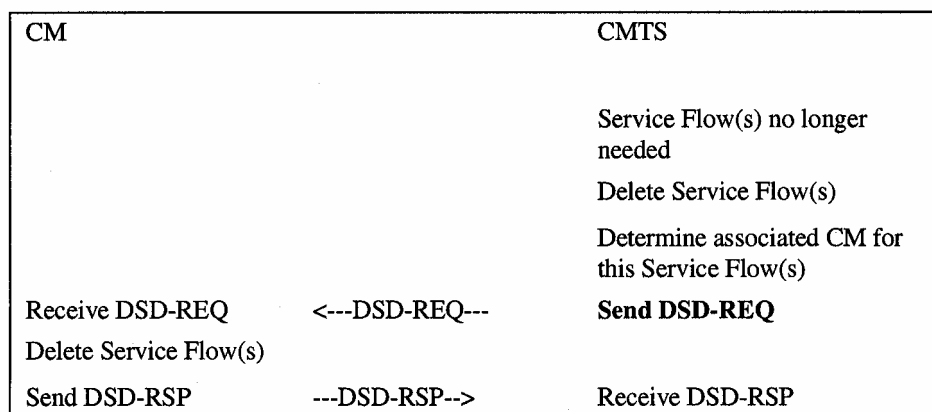 CM CMTS
Service Flow(s) no longer
needed
Delete Service Flow(s)
Determine associated CM for
this Service Flow(s)
Receive DSD-REQ <---DSD-REQ--- Send DSD-REQ
Delete Service Flow(s)
Send DSD-RSP ---DSD-RSP--> Receive DSD-RSP